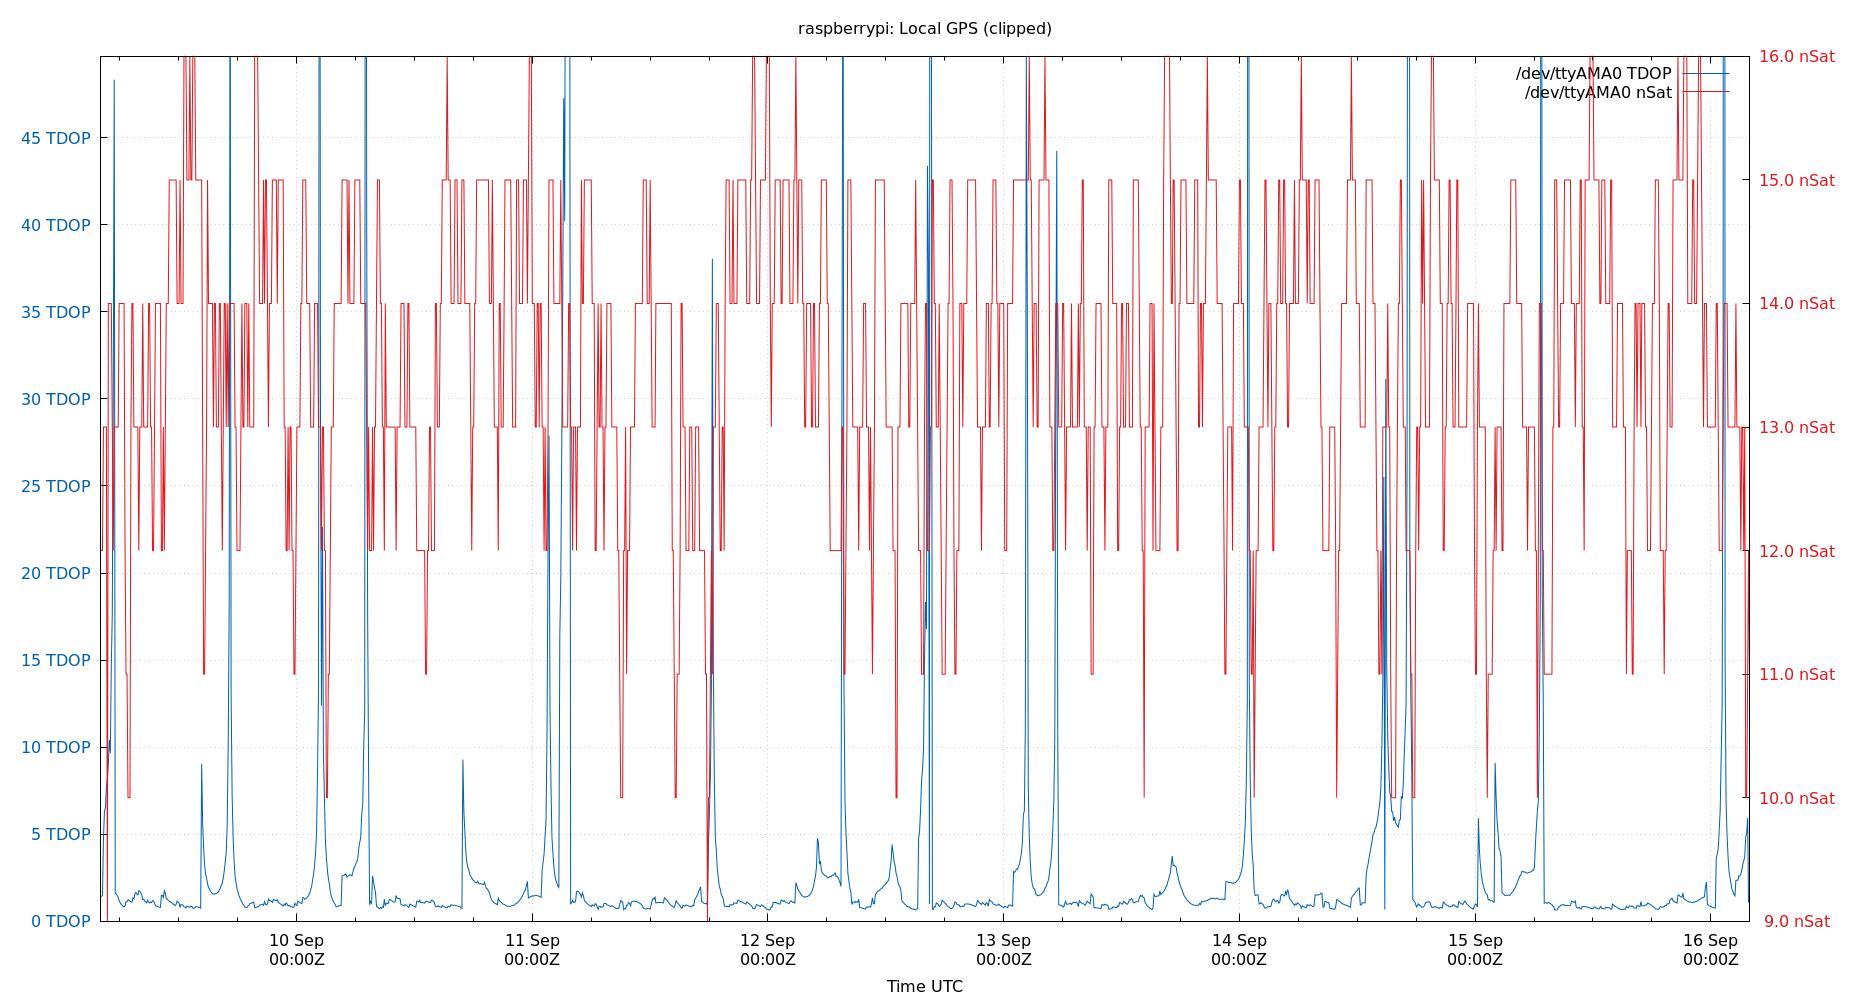 raspberrypi: Local GPS (clipped)
/dev/ttyAMA0 TDOP
/dev/ttyAMA0 nSat
45 TDOP
40 TDOP
35 TDOP
30 TDOP
25 TDOP
20 TDOP
15 TDOP
10 TDOP
5 TDOP
0 TDOP
16.0 nSat
15.0 nSat
14.0 nSat
13.0 nSat
12.0 nSat
11.0 nSat
10.0 nSat
9.0 nSat
10 Sep
00:00Z
11 Sep
00:00Z
12 Sep
00:00Z
13 Sep
00:00Z
14 Sep
00:00Z
15 Sep
00:00Z
16 Sep
00:00Z
Time UTC